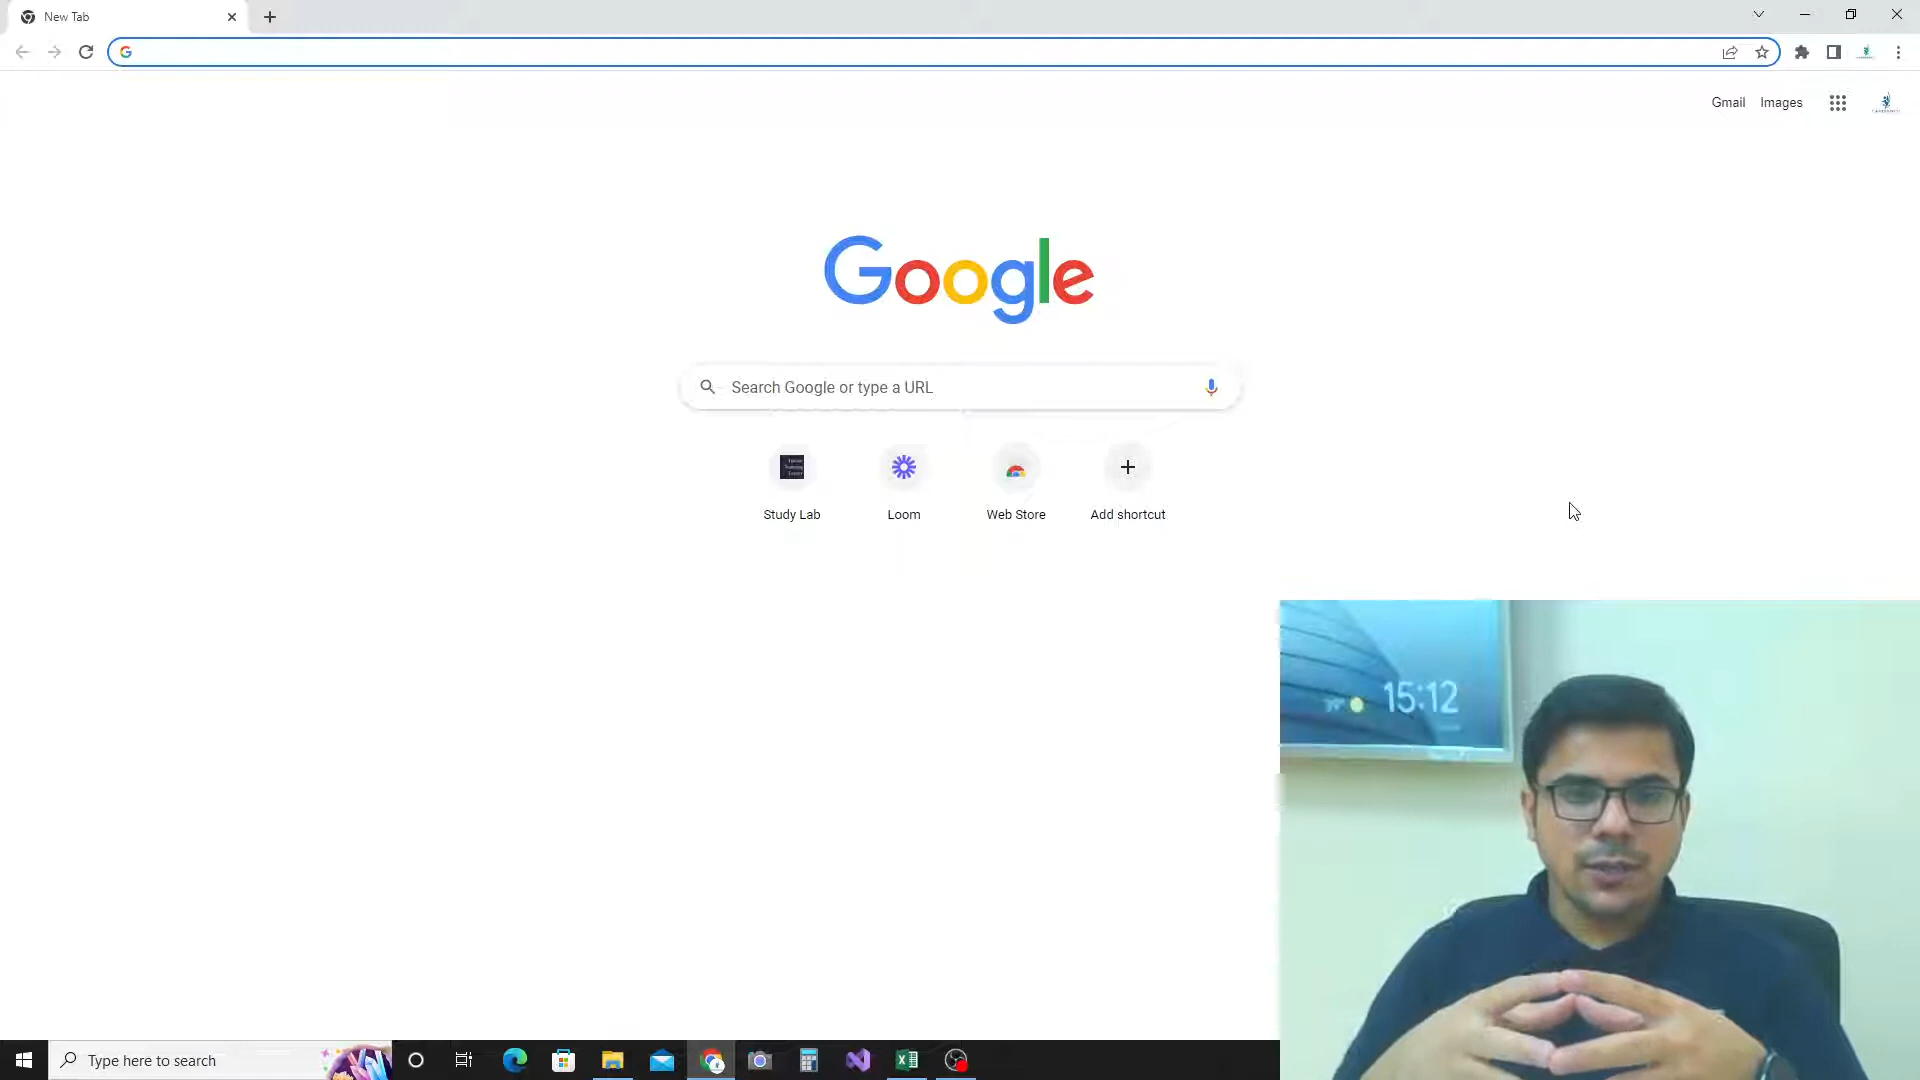 New Tab
Gmail Images
Google
Search Google or type a URL
Study Lab Loom Web Store Add shortcut
15:12
Type here to search